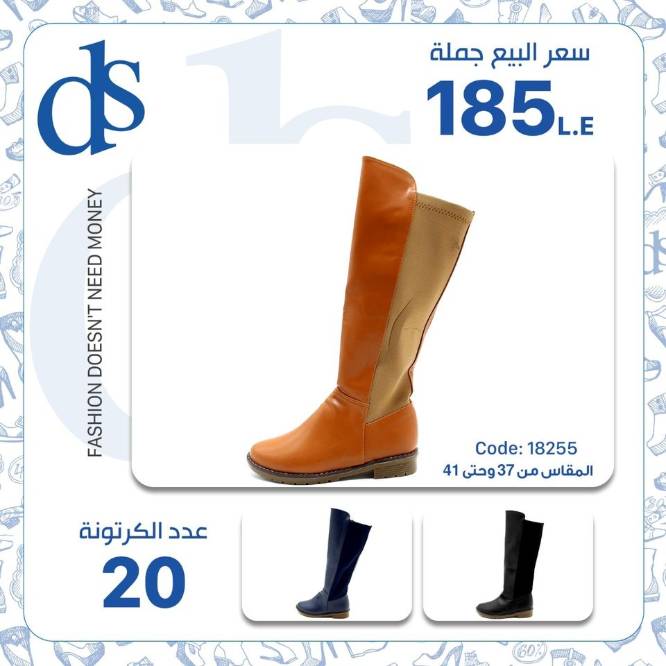 ds
سعر البيع جملة
185L.E
FASHION DOESN'T NEED MONEY
Code: 18255
المقاس من 37 وحتى 41
عدد الكرتونة
20
60%